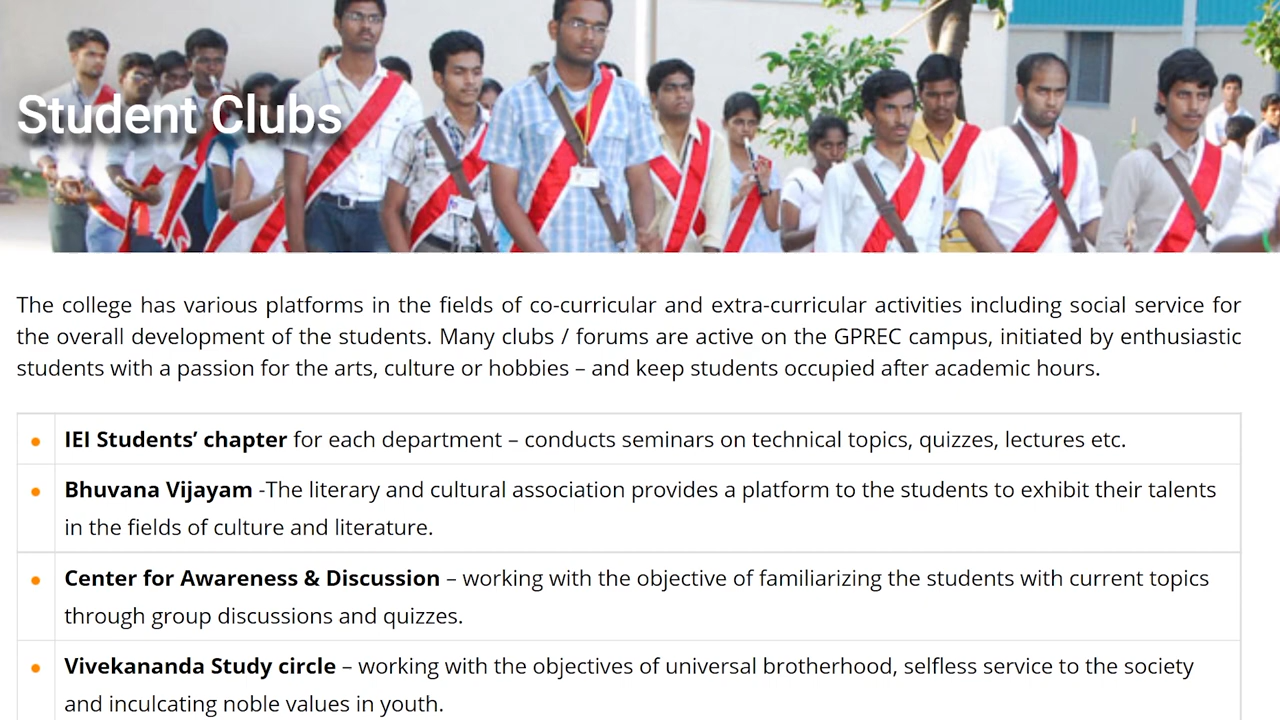 Student Clubs
The college has various platforms in the fields of co-curricular and extra-curricular activities including social service for
the overall development of the students. Many clubs / forums are active on the GPREC campus, initiated by enthusiastic
students with a passion for the arts, culture or hobbies – and keep students occupied after academic hours.
IEI Students’ chapter for each department – conducts seminars on technical topics, quizzes, lectures etc.
Bhuvana Vijayam -The literary and cultural association provides a platform to the students to exhibit their talents
in the fields of culture and literature.
Center for Awareness & Discussion – working with the objective of familiarizing the students with current topics
through group discussions and quizzes.
Vivekananda Study circle – working with the objectives of universal brotherhood, selfless service to the society
and inculcating noble values in youth.